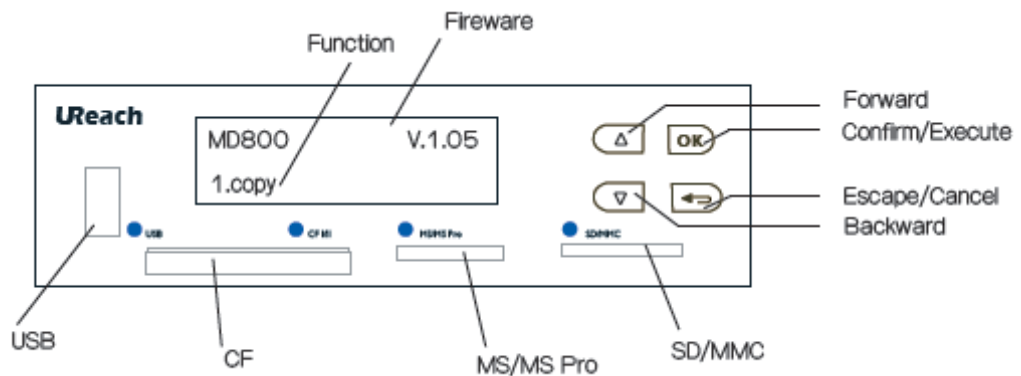 Fireware
Function
UReach
MD800 V.1.05
1.copy
Forward
OK
Confirm/Execute
Escape/Cancel
Backward
USB
CF I/II
MS/MS Pro
SD/MMC
USB
CF
MS/MS Pro
SD/MMC